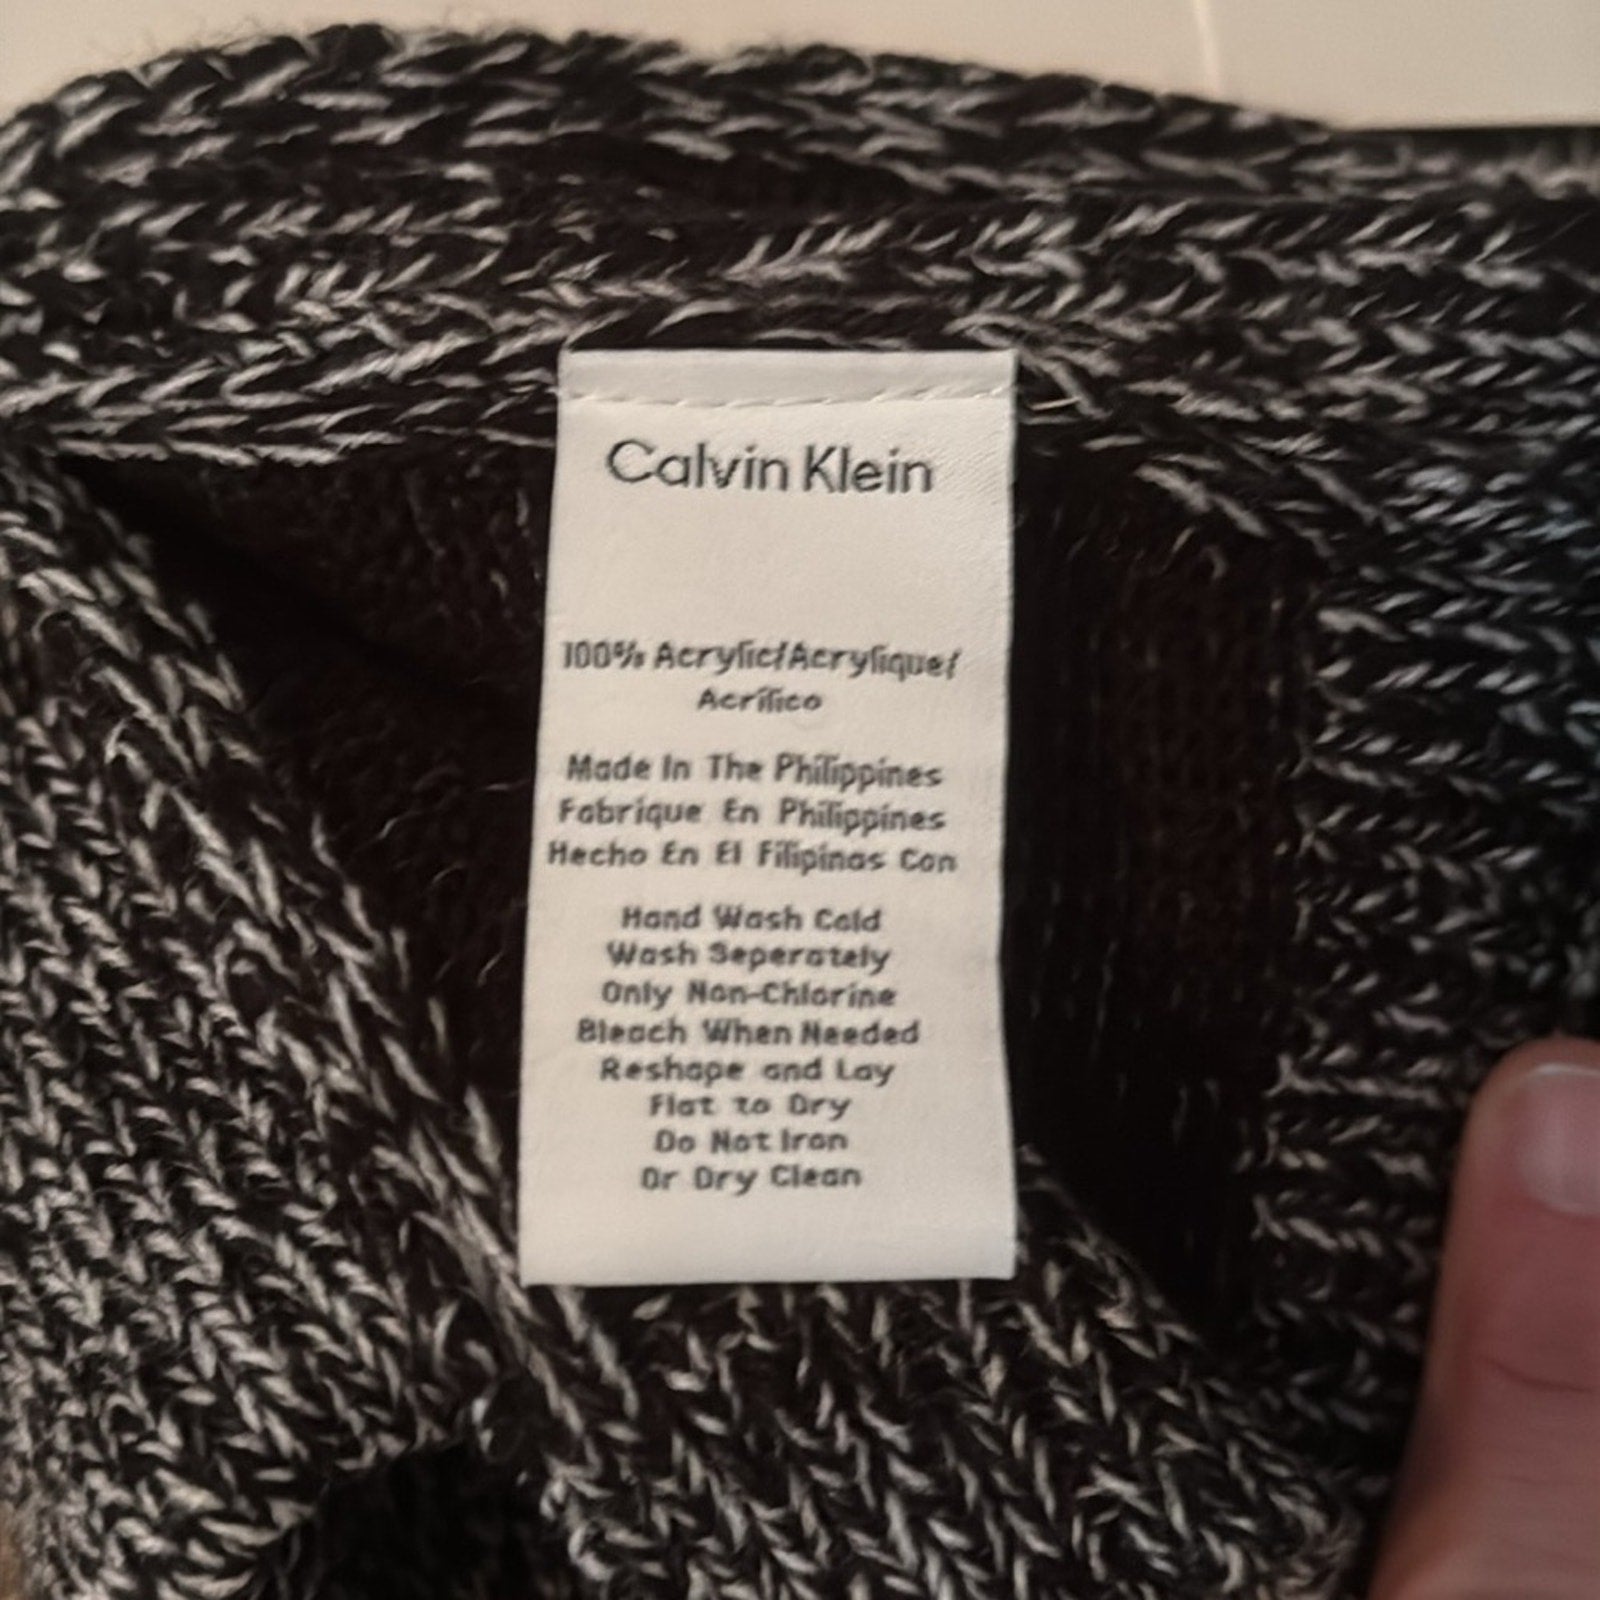 Calvin Klein
100% Acrylic/Acrylique/
Acrílico
Made In The Philippines
Fabrique En Philippines
Hecho En El Filipinas Con
Hand Wash Cold
Wash Seperately
Only Non-Chlorine
Bleach When Needed
Reshape and Lay
Flat to Dry
Do Not Iron
Or Dry Clean